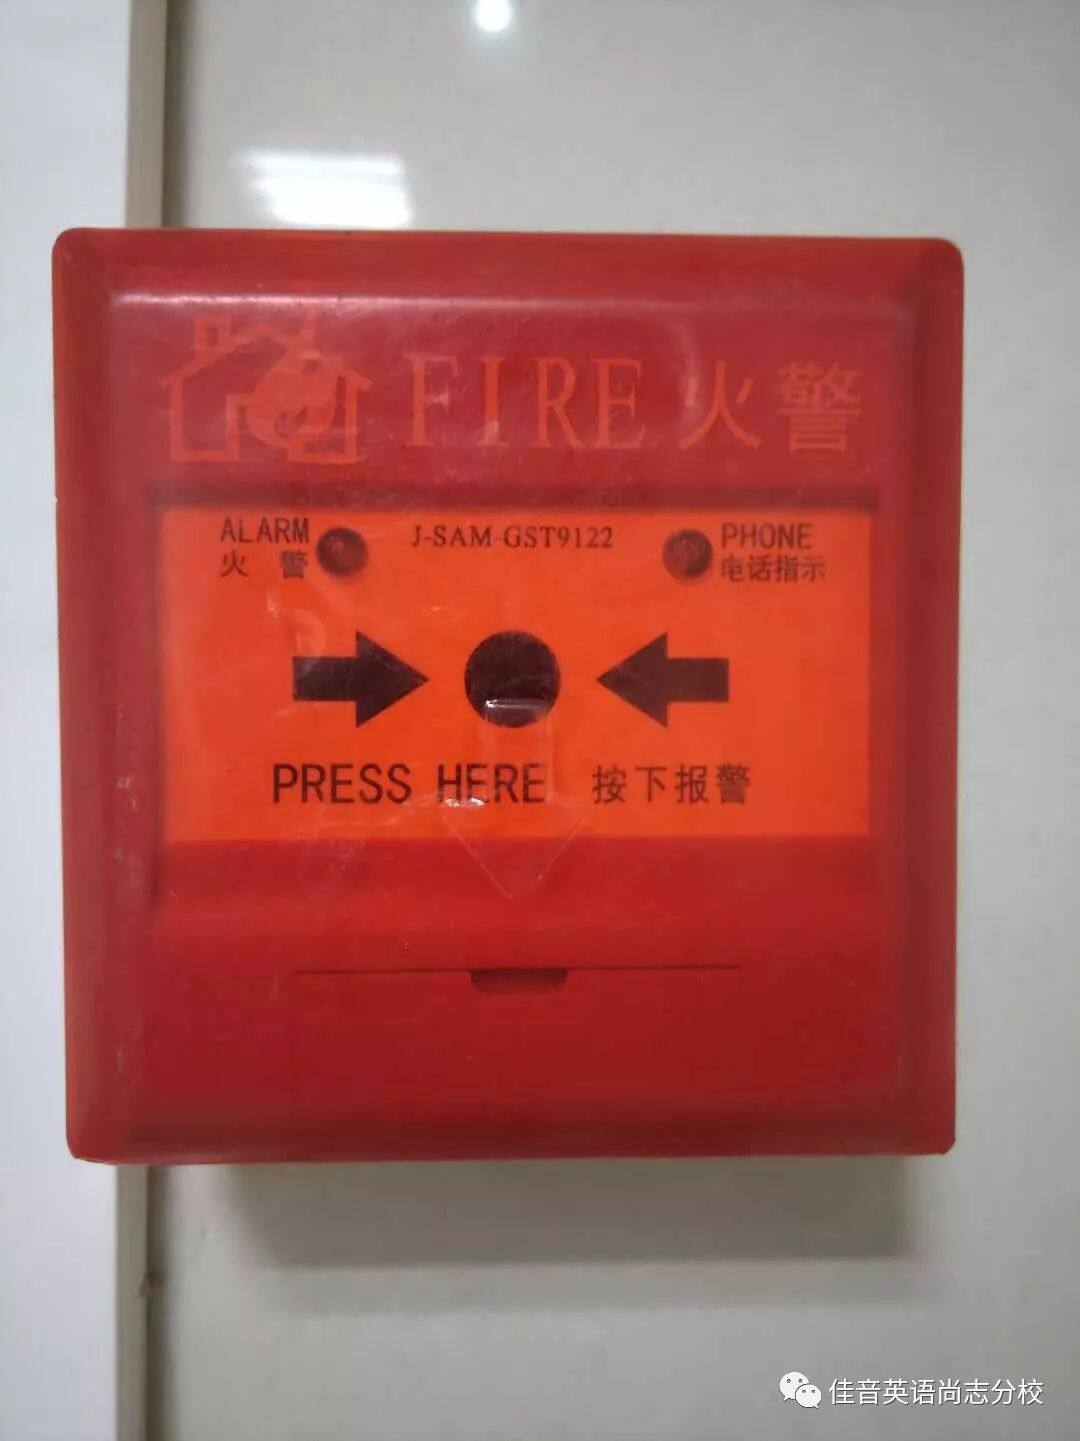 FIRE 火警
ALARM
火 警
J-SAM-GST9122
PHONE
电话指示
PRESS HERE 按下报警
佳音英语尚志分校